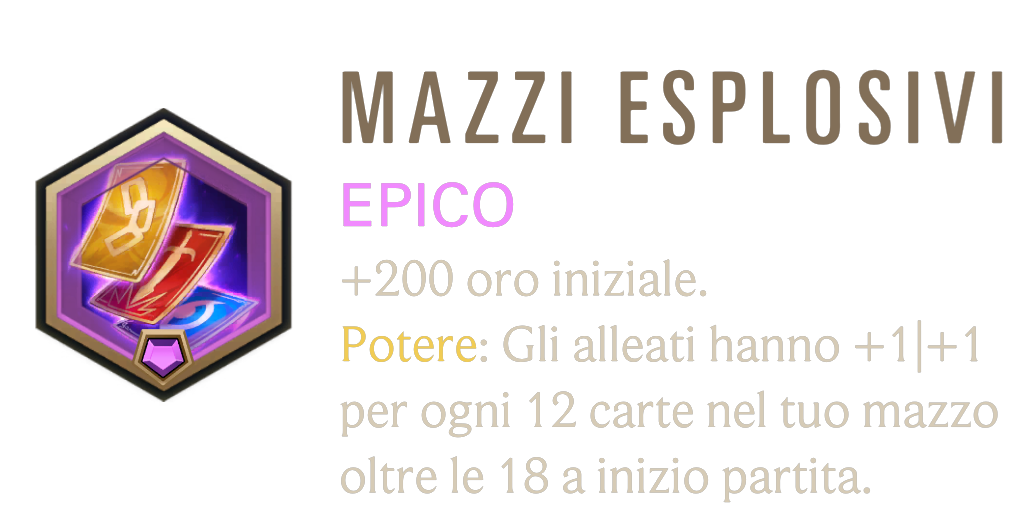 MAZZI ESPLOSIVI
EPICO
+200 oro iniziale.
Potere: Gli alleati hanno +1|+1
per ogni 12 carte nel tuo mazzo
oltre le 18 a inizio partita.